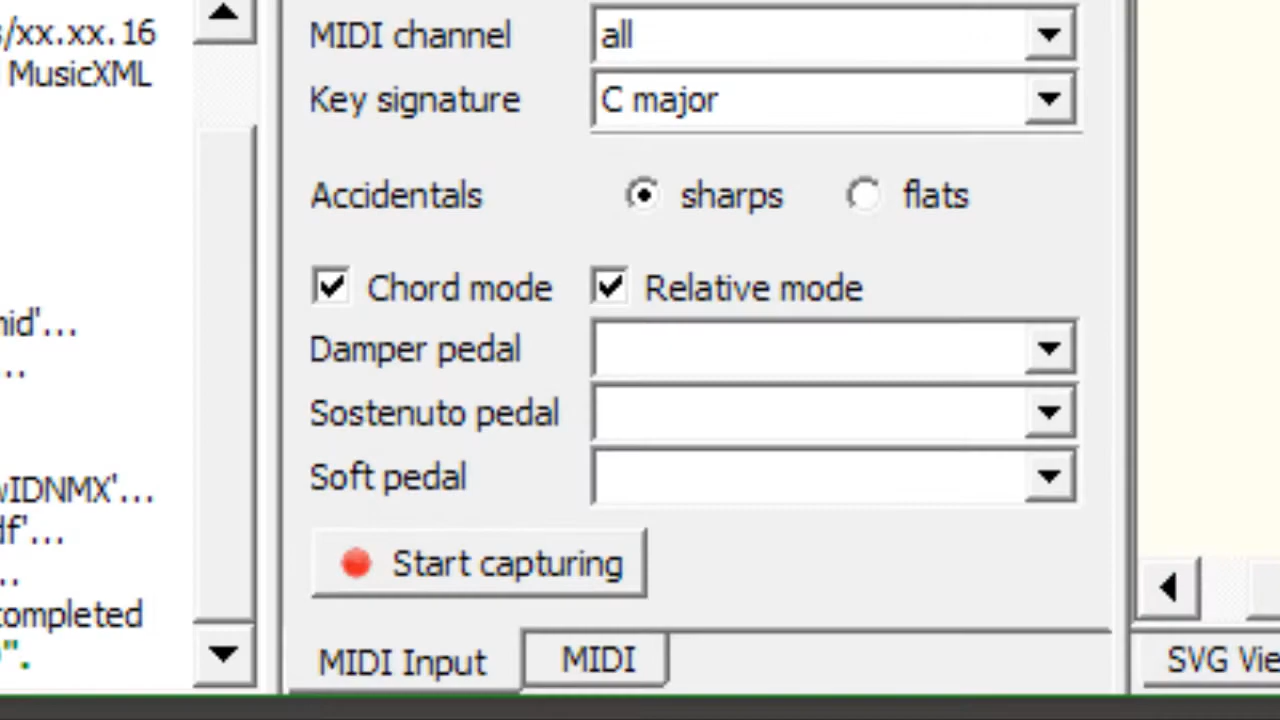 s/xx.xx.16
MusicXML
MIDI channel all
Key signature C major
Accidentals sharps flats
Chord mode Relative mode
nid'...
..
Damper pedal
Sostenuto pedal
Soft pedal
vIDNMX'...
df'...
Start capturing
..
completed
".
MIDI Input MIDI
SVG Vie